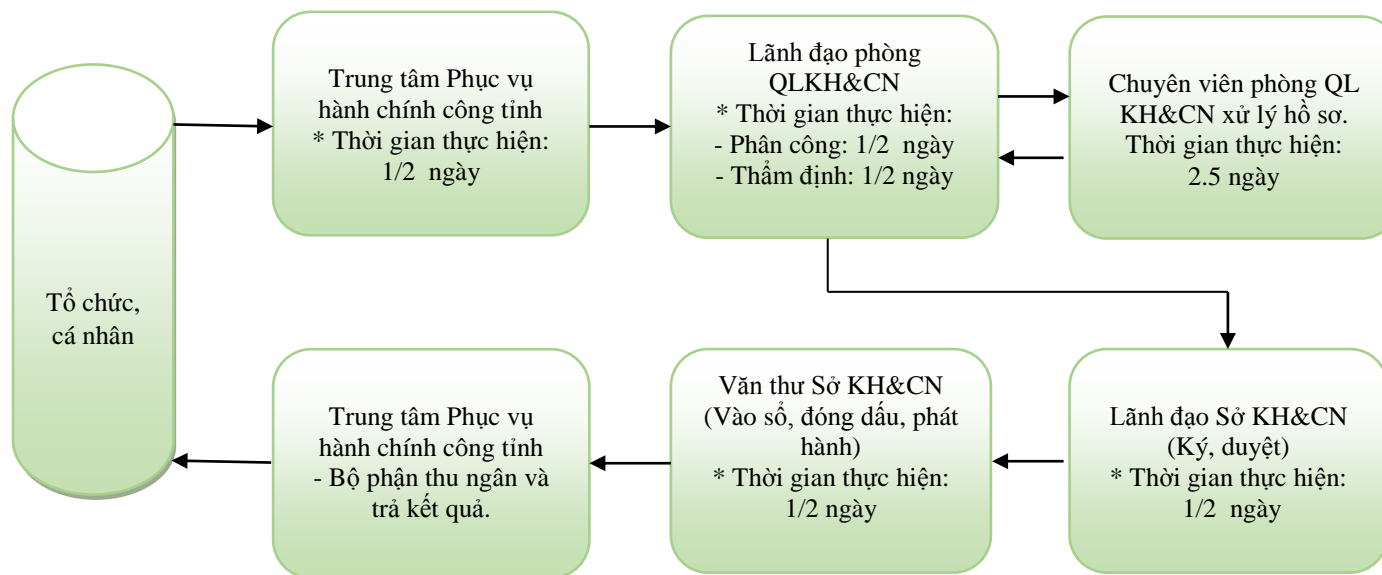 Tổ chức,
cá nhân
Trung tâm Phục vụ
hành chính công tỉnh
* Thời gian thực hiện:
1/2 ngày
Lãnh đạo phòng
QLKH&CN
* Thời gian thực hiện:
- Phân công: 1/2 ngày
- Thẩm định: 1/2 ngày
Chuyên viên phòng QL
KH&CN xử lý hồ sơ.
Thời gian thực hiện:
2.5 ngày
Lãnh đạo Sở KH&CN
(Ký, duyệt)
* Thời gian thực hiện:
1/2 ngày
Văn thư Sở KH&CN
(Vào sổ, đóng dấu, phát
hành)
* Thời gian thực hiện:
1/2 ngày
Trung tâm Phục vụ
hành chính công tỉnh
- Bộ phận thu ngân và
trả kết quả.